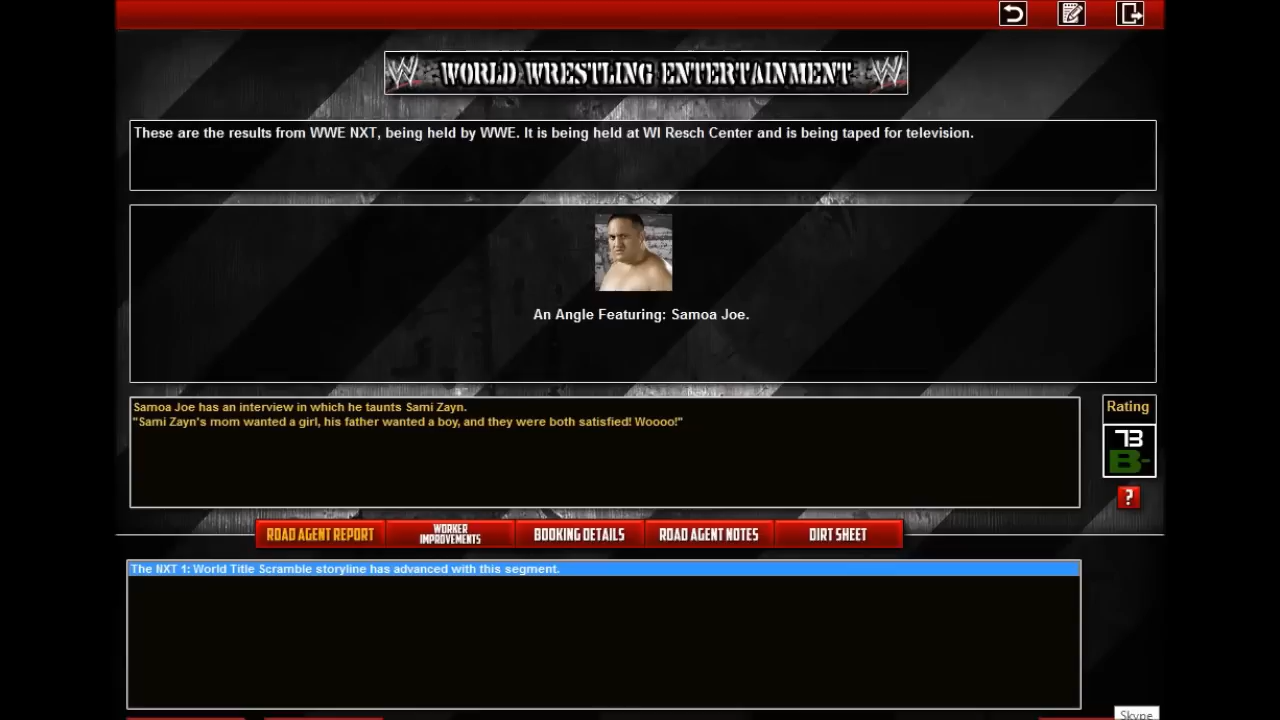 WORLD WRESTLING ENTERTAINMENT
These are the results from WWE NXT, being held by WWE. It is being held at WI Resch Center and is being taped for television.
An Angle Featuring: Samoa Joe.
Samoa Joe has an interview in which he taunts Sami Zayn.
"Sami Zayn's mom wanted a girl, his father wanted a boy, and they were both satisfied! Woooo!"
Rating
73
B-
?
ROAD AGENT REPORT
WORKER IMPROVEMENTS
BOOKING DETAILS
ROAD AGENT NOTES
DIRT SHEET
The NXT 1: World Title Scramble storyline has advanced with this segment.
Skype